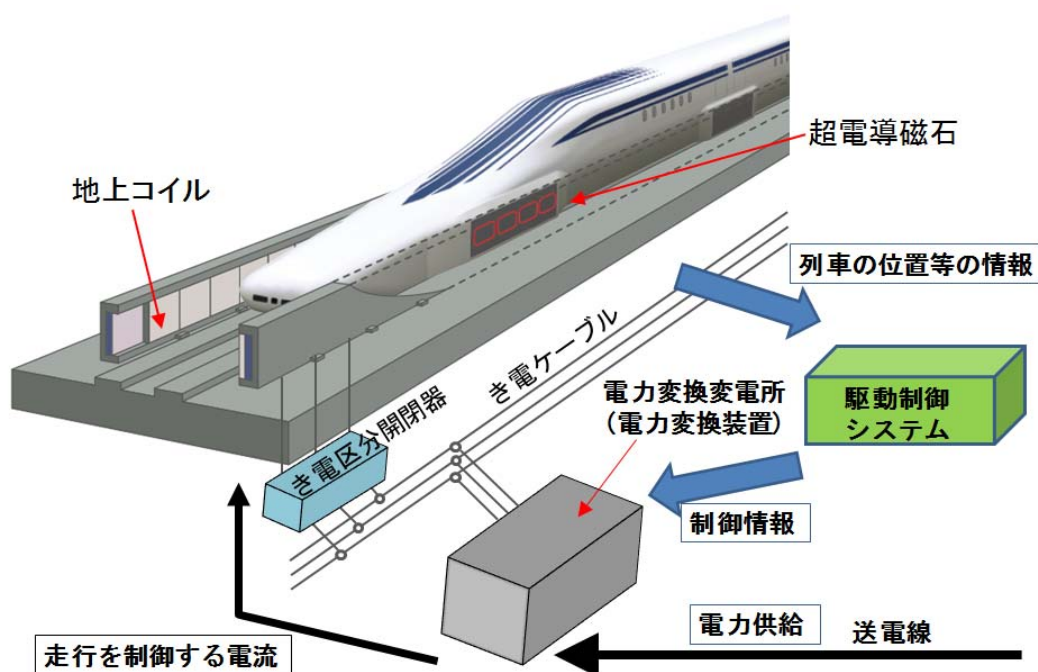 超電導磁石
地上コイル
列車の位置等の情報
き電ケーブル
電力変換変電所
（電力変換装置）
駆動制御
システム
き電区分開閉器
制御情報
電力供給
送電線
走行を制御する電流